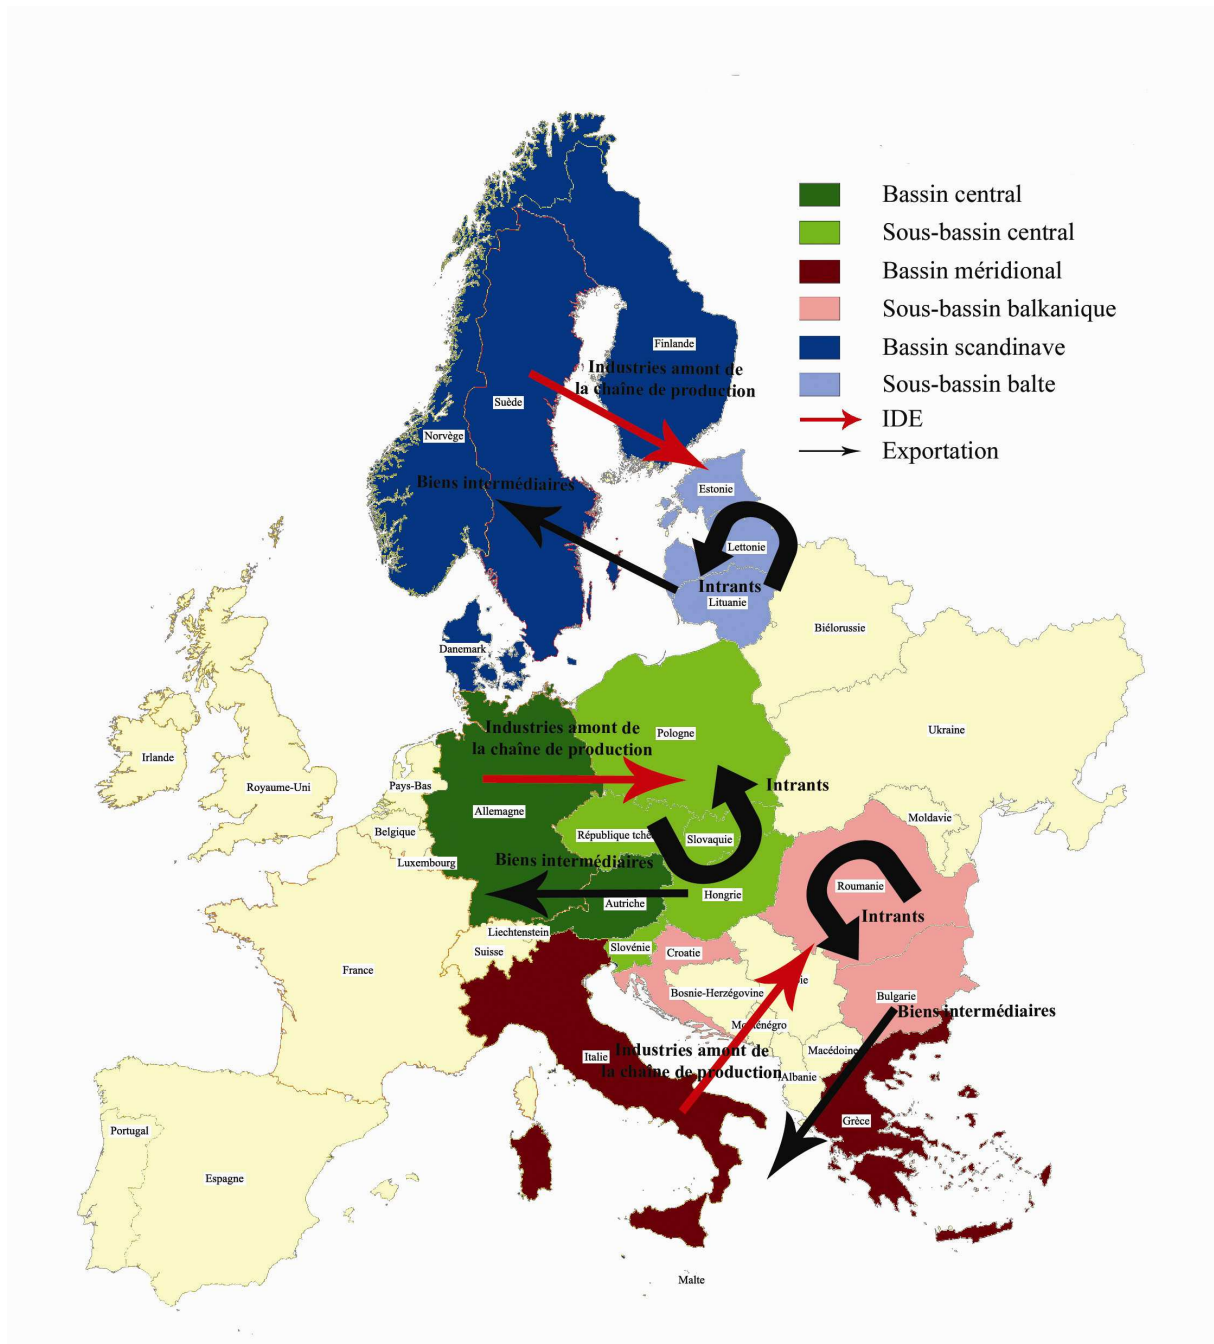 Bassin central
Sous-bassin central
Bassin méridional
Sous-bassin balkanique
Bassin scandinave
Sous-bassin balte
IDE
Exportation
Finlande
Industries amont de
la chaîne de production
Suède
Norvège
Biens intermédiaires
Estonie
Lettonie
Intrants
Lituanie
Biélorussie
Danemark
Industries amont de
la chaîne de production
Pologne
Ukraine
Irlande
Royaume-Uni
Pays-Bas
Intrants
Allemagne
Moldavie
Belgique
République tchè
Slovaquie
Luxembourg
Biens intermédiaires
Roumanie
Hongrie
Autriche
Intrants
Liechtenstein
Slovénie
Croatie
Suisse
France
ie
Bosnie-Herzégovine
Bulgarie
Biens intermédiaires
Italie
Industries amont de
la chaîne de production
Macédoine
Albanie
Grèce
Portugal
Espagne
Malte